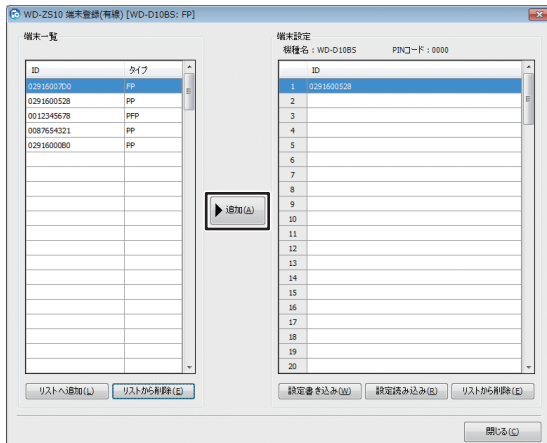 WD-ZS10 端末登録(有線) [WD-D10BS: FP]
端末一覧
ID タイプ
02916007D0 FP
0291600528 PP
0012345678 PFP
0087654321 PP
02916000B0 PP
リストへ追加(L) リストから削除(E)
追加(A)
端末設定
機種名：WD-D10BS PINコード：0000
ID
1 0291600528
2
3
4
5
6
7
8
9
10
11
12
13
14
15
16
17
18
19
20
設定書き込み(W) 設定読み込み(R) リストから削除(E)
閉じる(C)